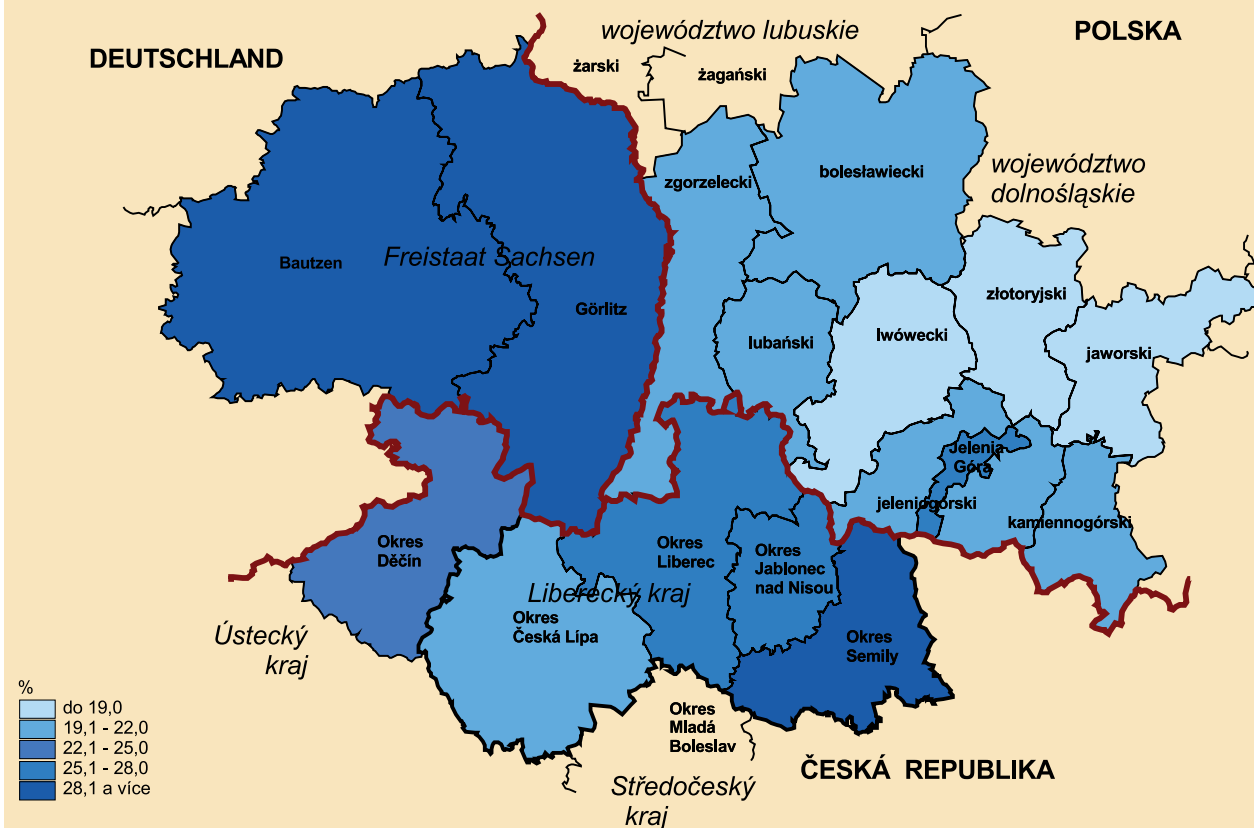 DEUTSCHLAND
województwo lubuskie
POLSKA
żarski
żagański
zgorzelecki
bolesławiecki
województwo
dolnośląskie
Bautzen
Freistaat Sachsen
Görlitz
lubański
lwówecki
złotoryjski
jaworski
Jelenia
Góra
jeleniogórski
kamiennogórski
Okres
Děčín
Okres
Liberec
Okres
Jablonec
nad Nisou
Liberecký kraj
Okres
Česká Lípa
Okres
Semily
Ústecký
kraj
Okres
Mladá
Boleslav
Středočeský
kraj
ČESKÁ REPUBLIKA
%
do 19,0
19,1 - 22,0
22,1 - 25,0
25,1 - 28,0
28,1 a více